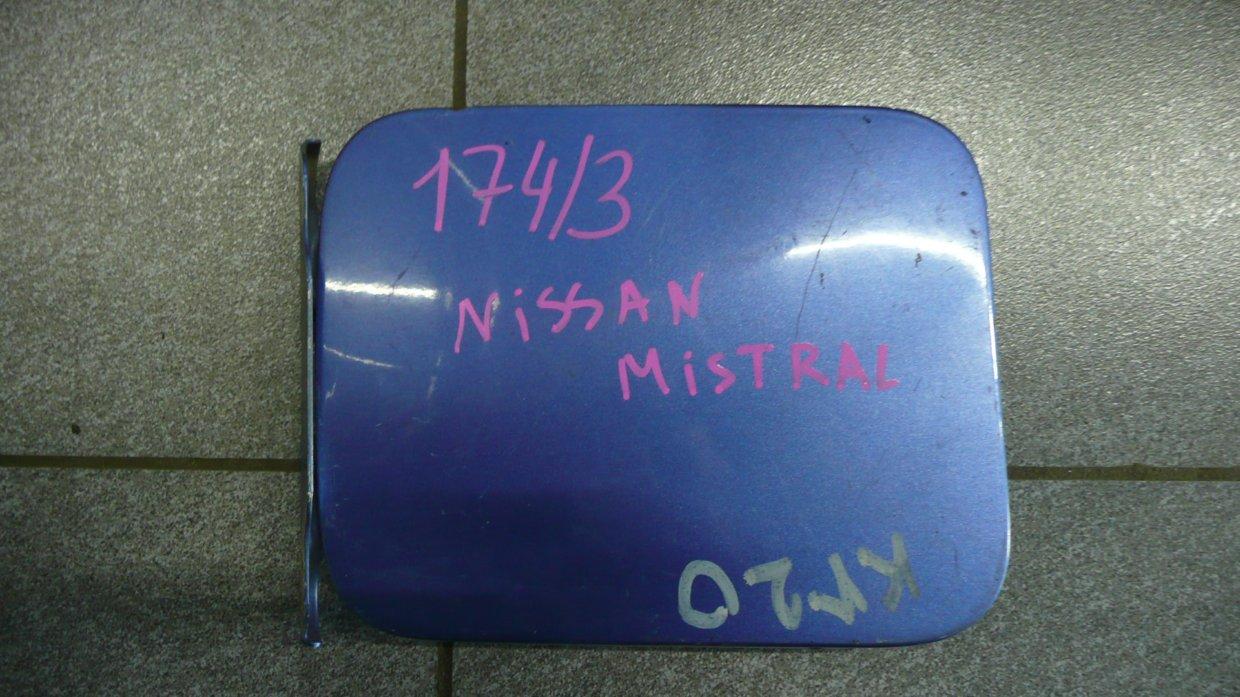 174/3
NiSSAN
MiSTRAL
KR20